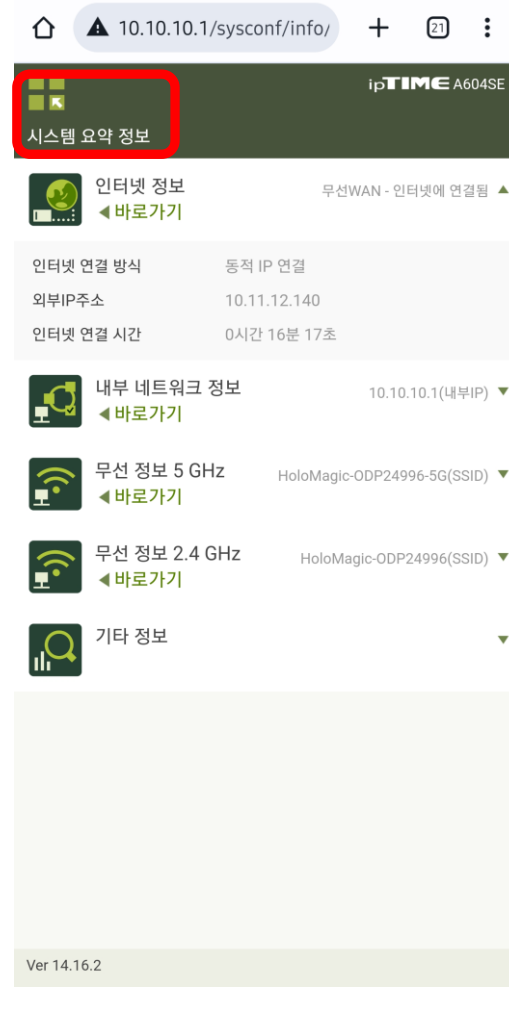 10.10.10.1/sysconf/info/
21
ipTIME A604SE
시스템 요약 정보
인터넷 정보
무선WAN - 인터넷에 연결됨 ▲
◀바로가기
인터넷 연결 방식 동적 IP 연결
외부IP주소 10.11.12.140
인터넷 연결 시간 0시간 16분 17초
내부 네트워크 정보
10.10.10.1(내부IP) ▼
◀바로가기
무선 정보 5 GHz
HoloMagic-ODP24996-5G(SSID) ▼
◀바로가기
무선 정보 2.4 GHz
HoloMagic-ODP24996(SSID) ▼
◀바로가기
기타 정보 ▼
Ver 14.16.2